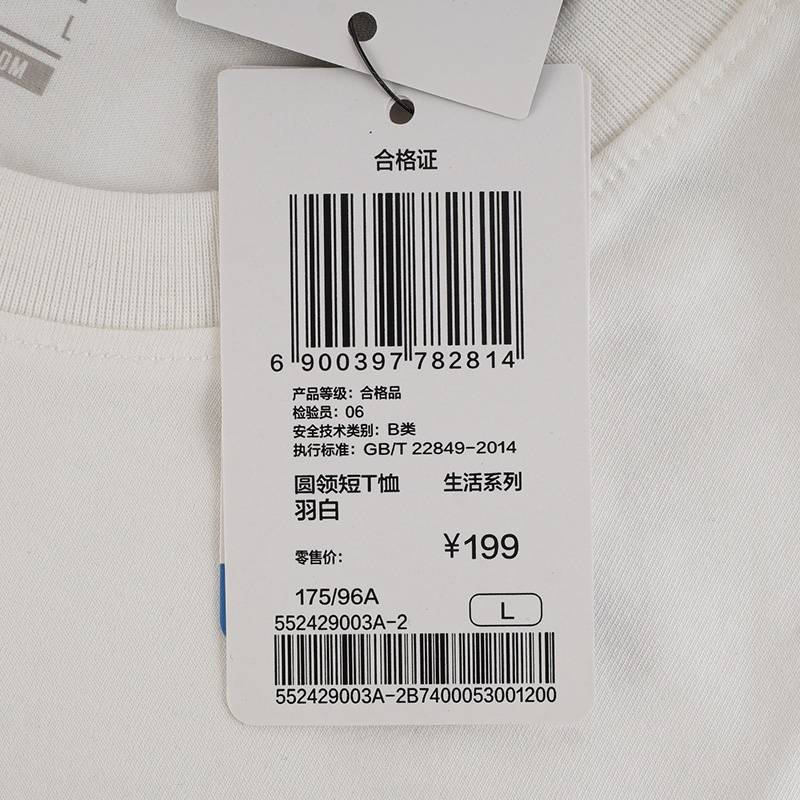 L
OM
合格证
6 900397 782814
产品等级：合格品
检验员：06
安全技术类别：B类
执行标准：GB/T 22849-2014
圆领短T恤 生活系列
羽白
零售价：
¥199
175/96A
L
552429003A-2
552429003A-2B7400053001200